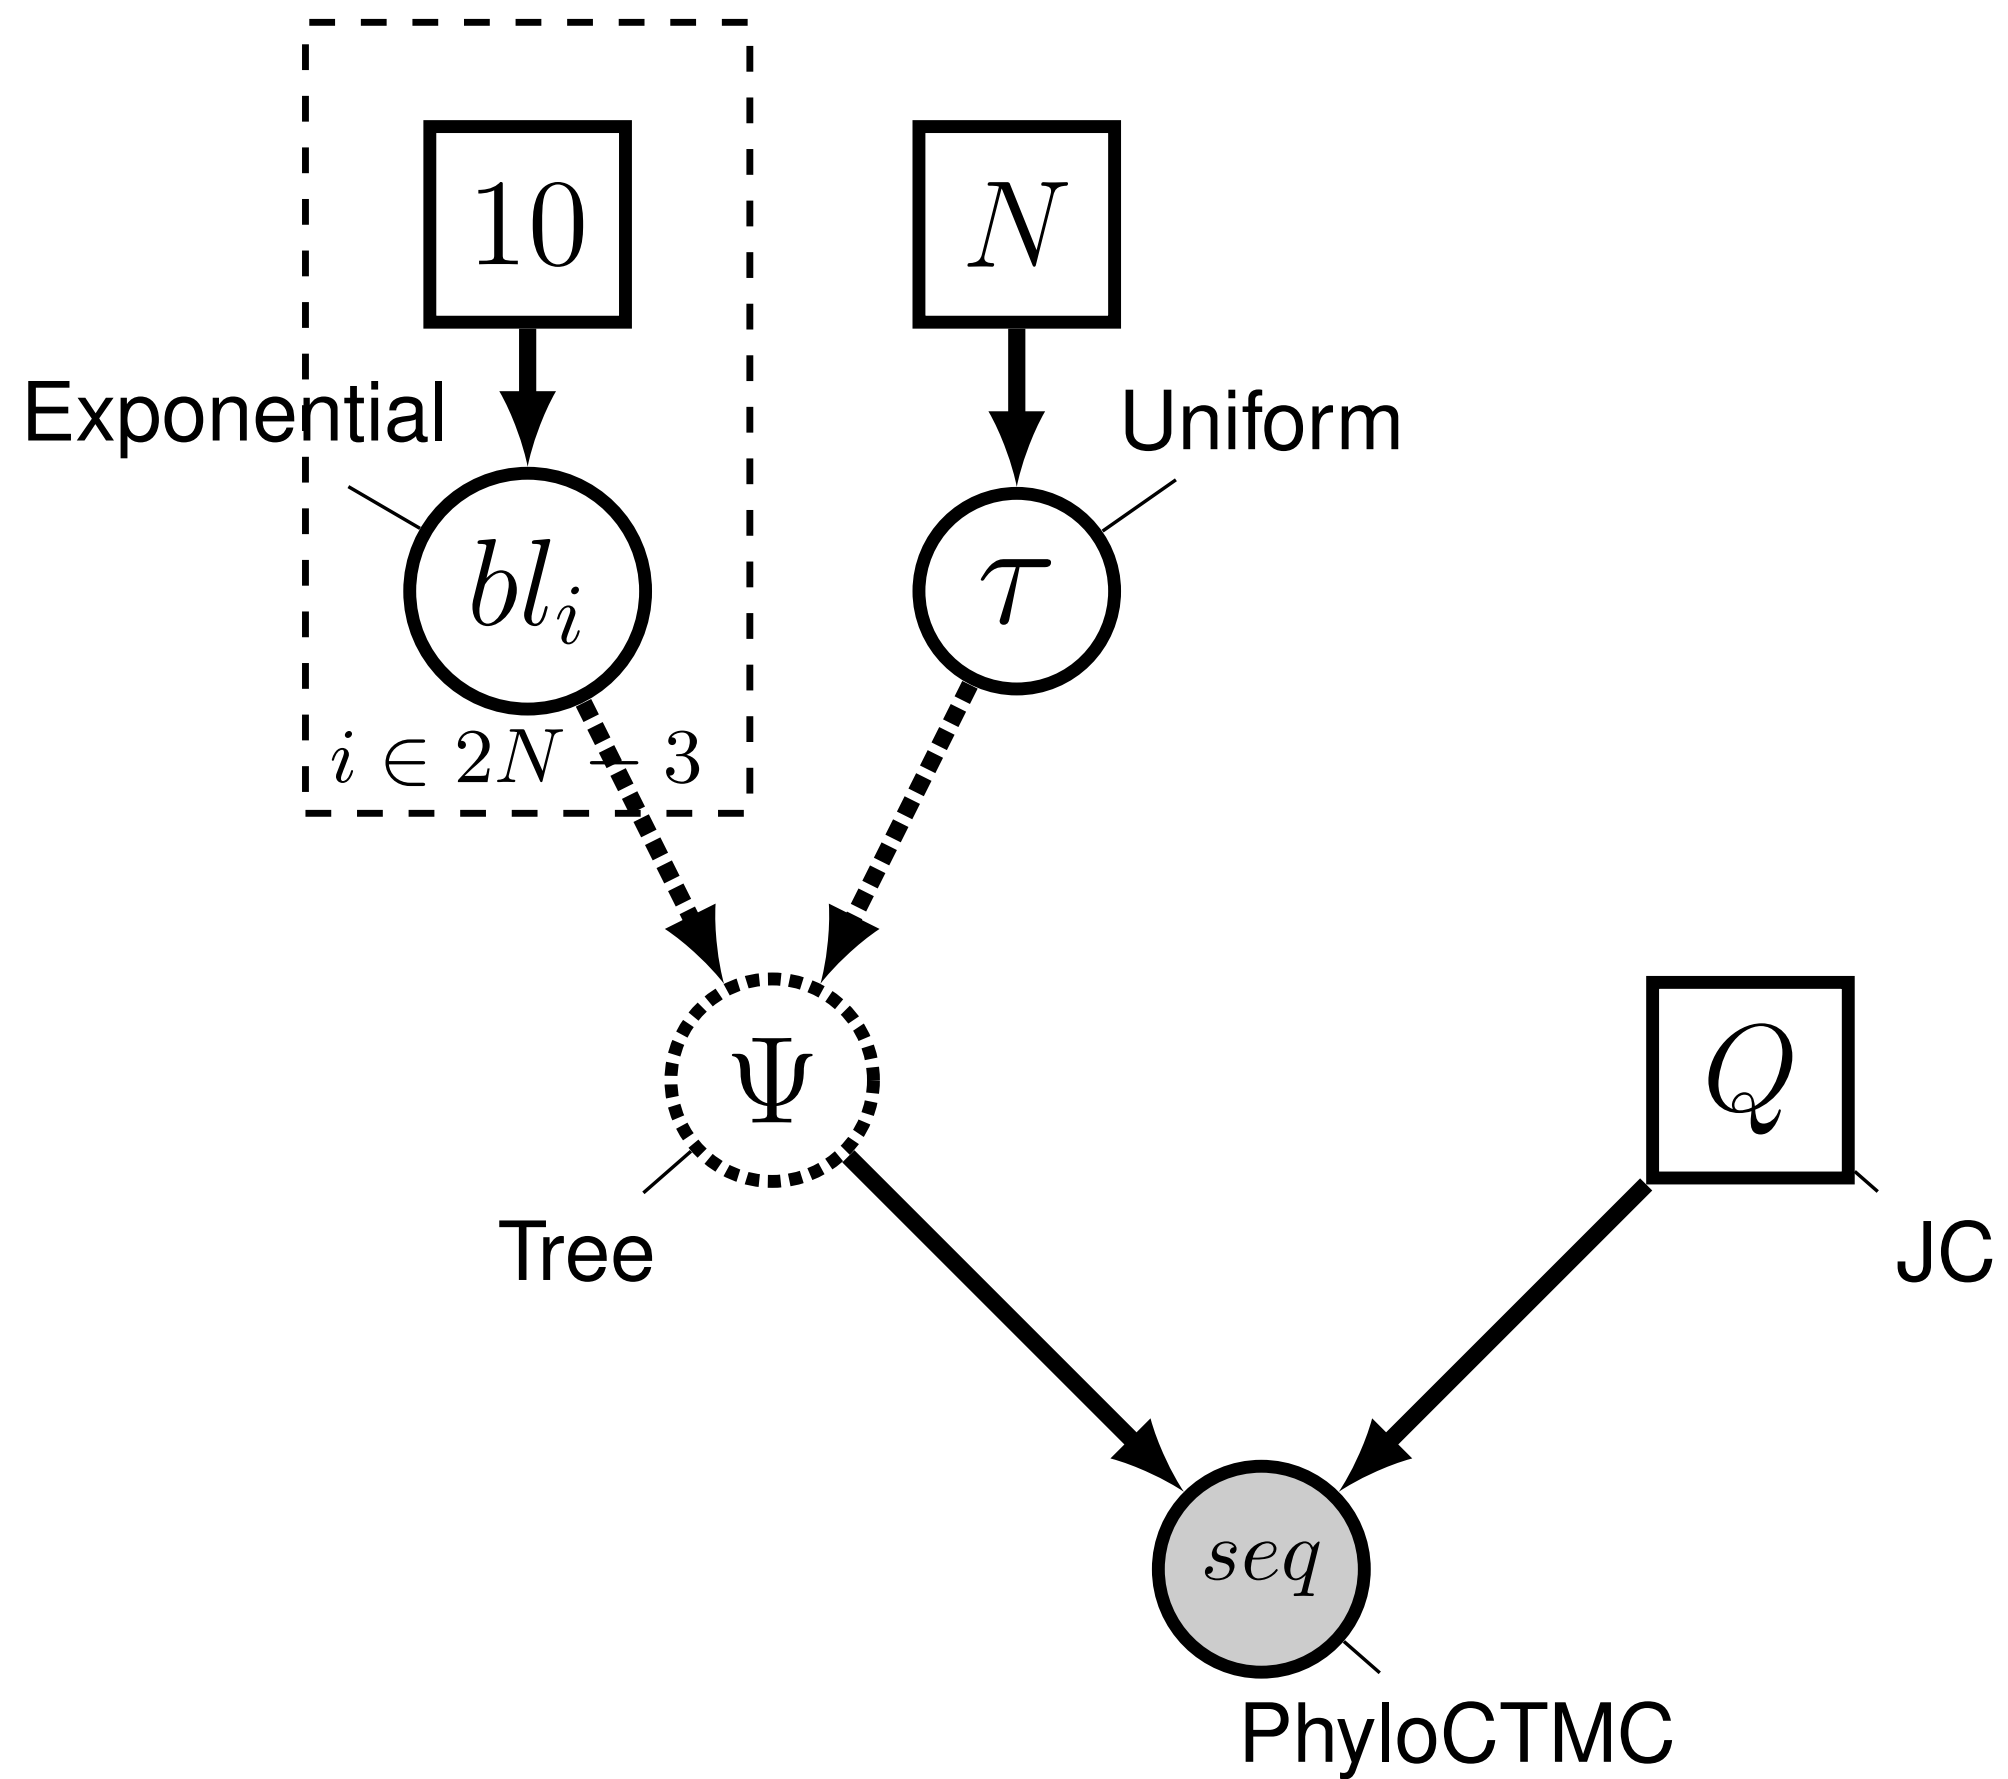 10
N
Exponential
Uniform
bl_i
τ
i ∈ 2N − 3
Ψ
Q
Tree
JC
seq
PhyloCTMC